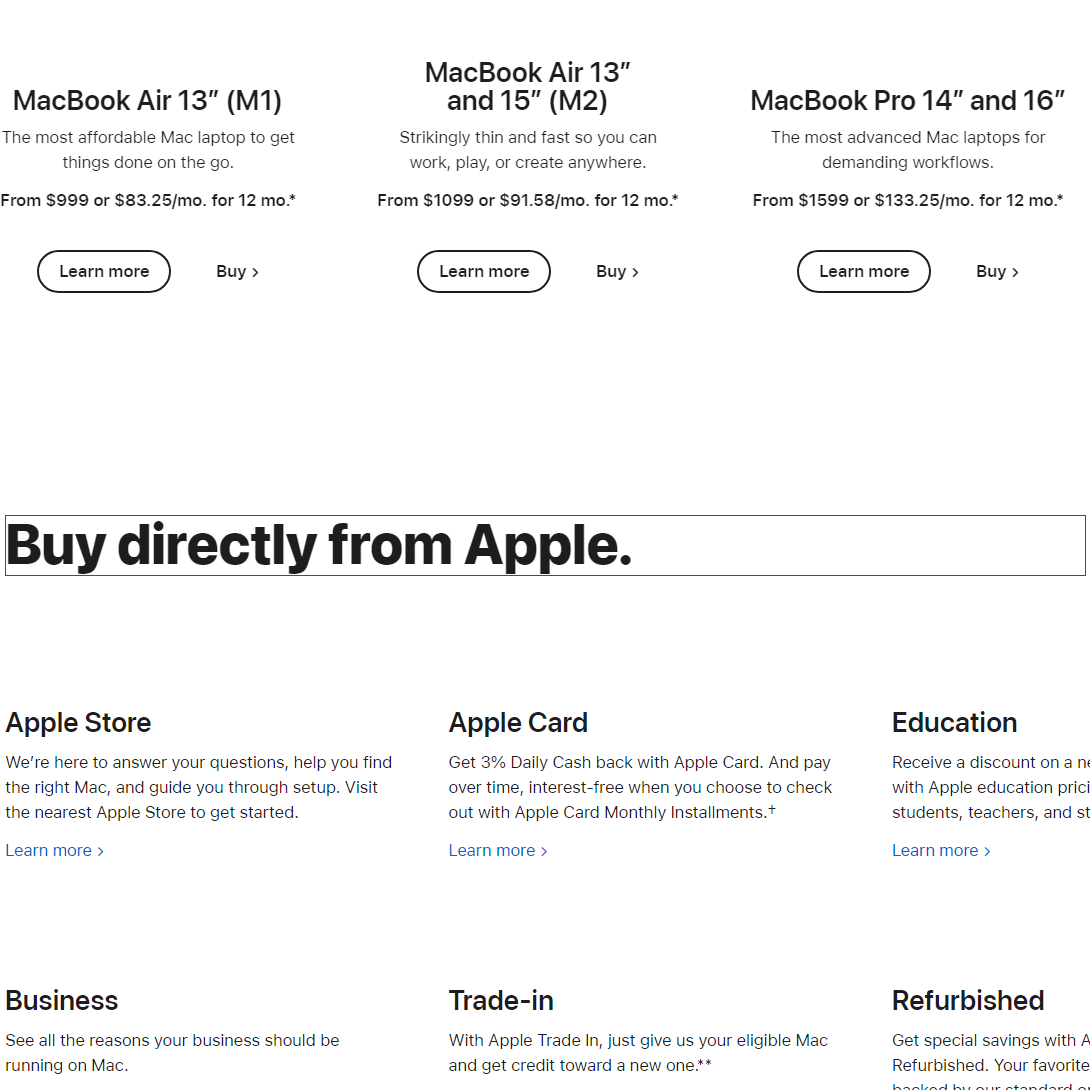 MacBook Air 13″ (M1)
The most affordable Mac laptop to get
things done on the go.
From $999 or $83.25/mo. for 12 mo.*
Learn more
Buy >
MacBook Air 13″
and 15″ (M2)
Strikingly thin and fast so you can
work, play, or create anywhere.
From $1099 or $91.58/mo. for 12 mo.*
Learn more
Buy >
MacBook Pro 14″ and 16″
The most advanced Mac laptops for
demanding workflows.
From $1599 or $133.25/mo. for 12 mo.*
Learn more
Buy >
Buy directly from Apple.
Apple Store
We’re here to answer your questions, help you find
the right Mac, and guide you through setup. Visit
the nearest Apple Store to get started.
Learn more >
Apple Card
Get 3% Daily Cash back with Apple Card. And pay
over time, interest-free when you choose to check
out with Apple Card Monthly Installments.†
Learn more >
Education
Receive a discount on a
with Apple education
students, teachers, and
Learn more >
Business
See all the reasons your business should be
running on Mac.
Trade-in
With Apple Trade In, just give us your eligible Mac
and get credit toward a new one.**
Refurbished
Get special savings with
Refurbished. Your favorite
backed by our standard